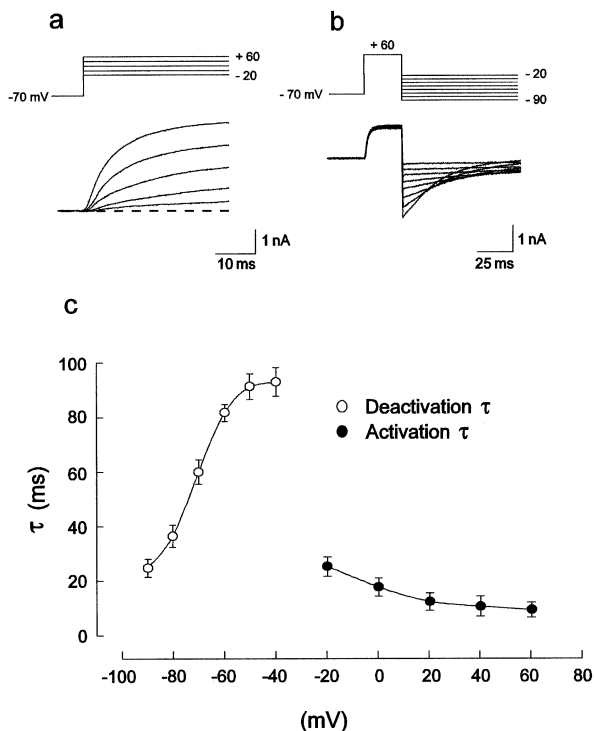 a
+ 60
- 20
-70 mV
1 nA
10 ms
b
+ 60
- 70 mV
- 20
- 90
1 nA
25 ms
c
100
80
60
40
20
0
τ (ms)
Deactivation τ
Activation τ
-100 -80 -60 -40 -20 0 20 40 60 80
(mV)